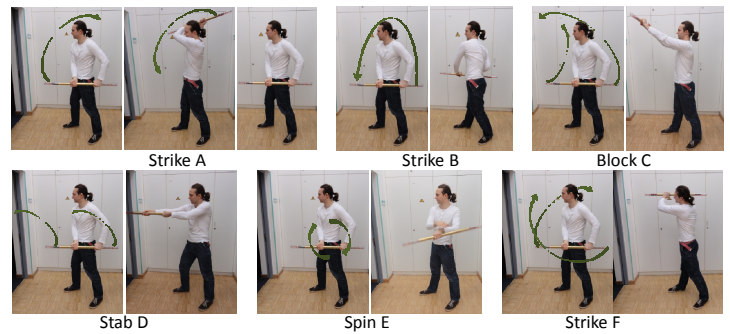 Strike A
Strike B
Block C
Stab D
Spin E
Strike F